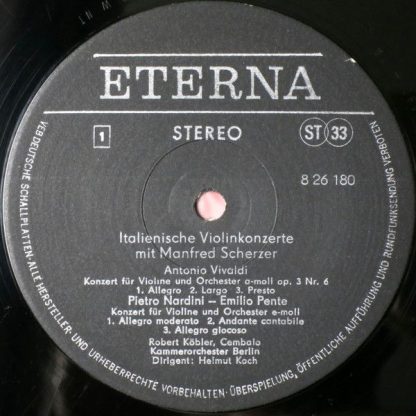 ETERNA
1
STEREO
ST 33
8 26 180
Italienische Violinkonzerte
mit Manfred Scherzer
Antonio Vivaldi
Konzert für Violine und Orchester a-moll op. 3 Nr. 6
1. Allegro 2. Largo 3. Presto
Pietro Nardini – Emilio Pente
Konzert für Violine und Orchester e-moll
1. Allegro moderato 2. Andante cantabile
3. Allegro giocoso
Robert Köbler, Cembalo
Kammerorchester Berlin
Dirigent: Helmut Koch
VEB DEUTSCHE SCHALLPLATTEN · ALLE HERSTELLER- UND URHEBERRECHTE VORBEHALTEN · ÜBERSPIELUNG, ÖFFENTLICHE AUFFÜHRUNG UND RUNDFUNKSENDUNG VERBOTEN